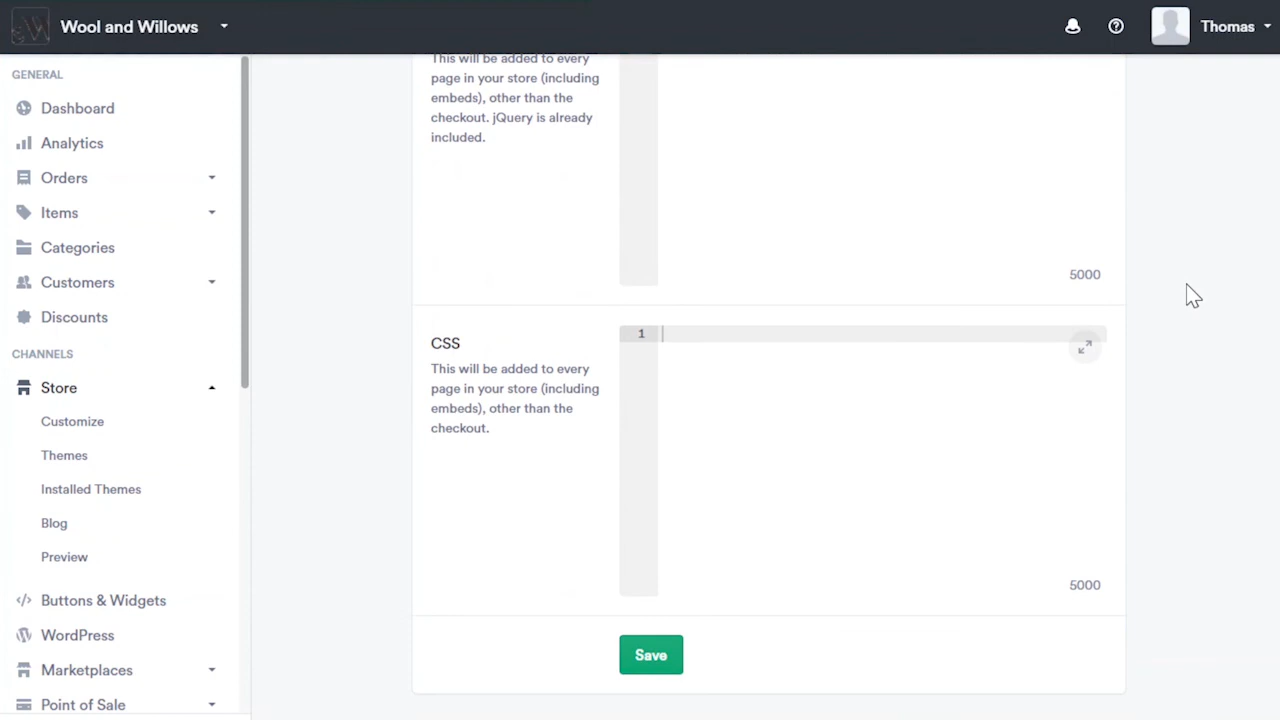 Wool and Willows
Thomas
GENERAL
Dashboard
Analytics
Orders
Items
Categories
Customers
Discounts
CHANNELS
Store
Customize
Themes
Installed Themes
Blog
Preview
Buttons & Widgets
WordPress
Marketplaces
Point of Sale
This will be added to every
page in your store (including
embeds), other than the
checkout. jQuery is already
included.
5000
CSS
This will be added to every
page in your store (including
embeds), other than the
checkout.
1
5000
Save